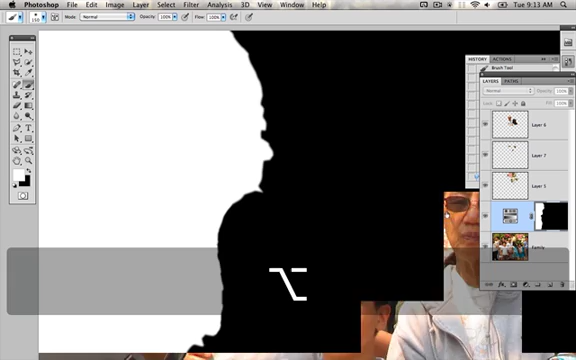 Photoshop File Edit Image Layer Select Filter Analysis 3D View Window Help Tue 9:13 AM
150 Mode: Normal Opacity: 100% Flow: 100%
HISTORY ACTIONS
Brush Tool
LAYERS PATHS
Normal Opacity: 100%
Lock: Fill: 100%
Layer 6
Layer 7
Layer 5
Family
⌥